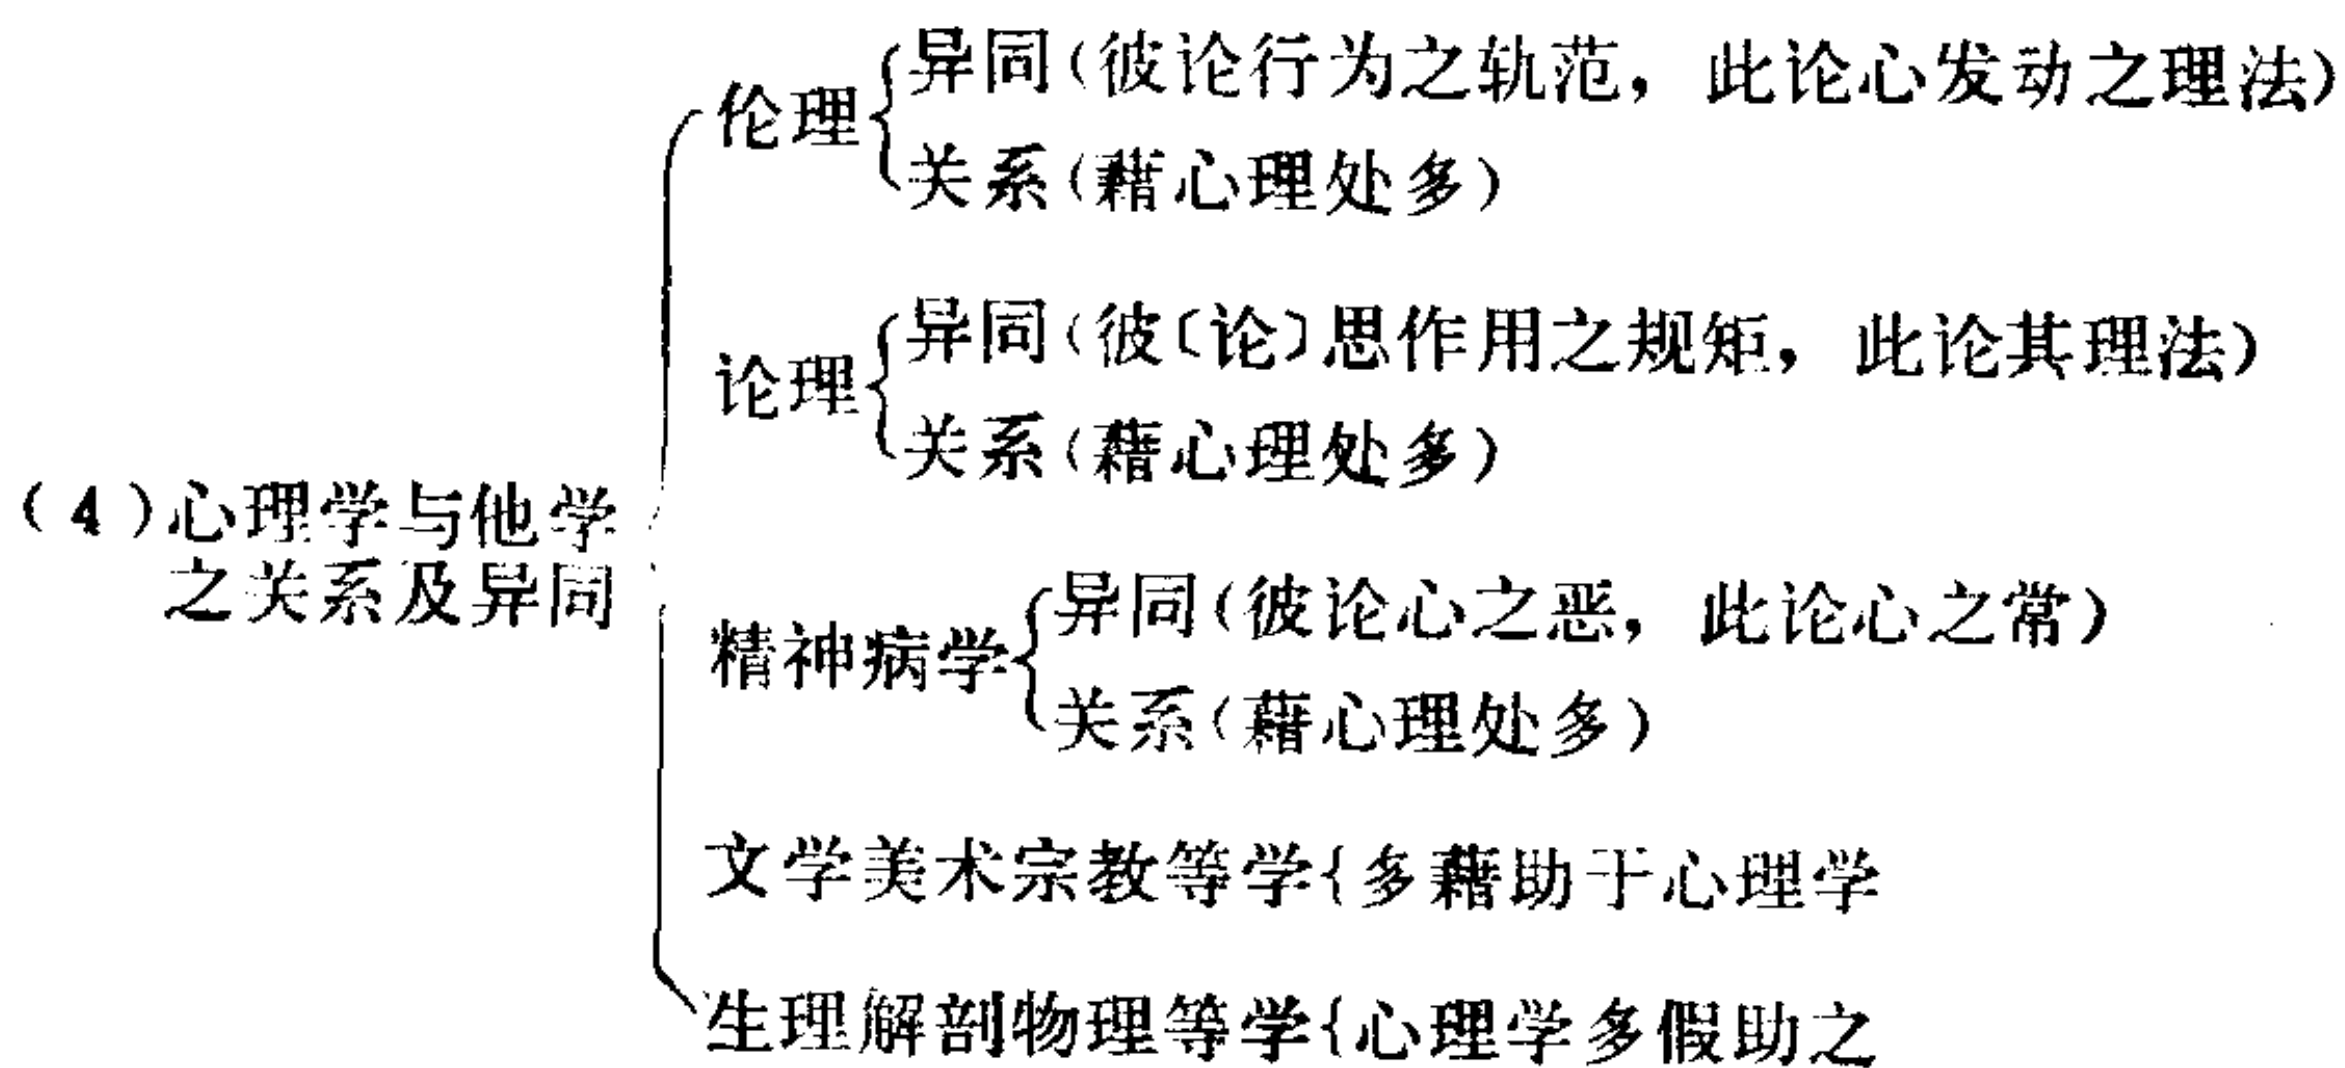 异同(彼论行为之轨范，此论心发动之理法)
伦理
关系(藉心理处多)
异同(彼〔论〕思作用之规矩，此论其理法)
论理
关系(藉心理处多)
(4)心理学与他学
之关系及异同
异同(彼论心之恶，此论心之常)
精神病学
关系(藉心理处多)
文学美术宗教等学{多藉助于心理学
生理解剖物理等学{心理学多假助之